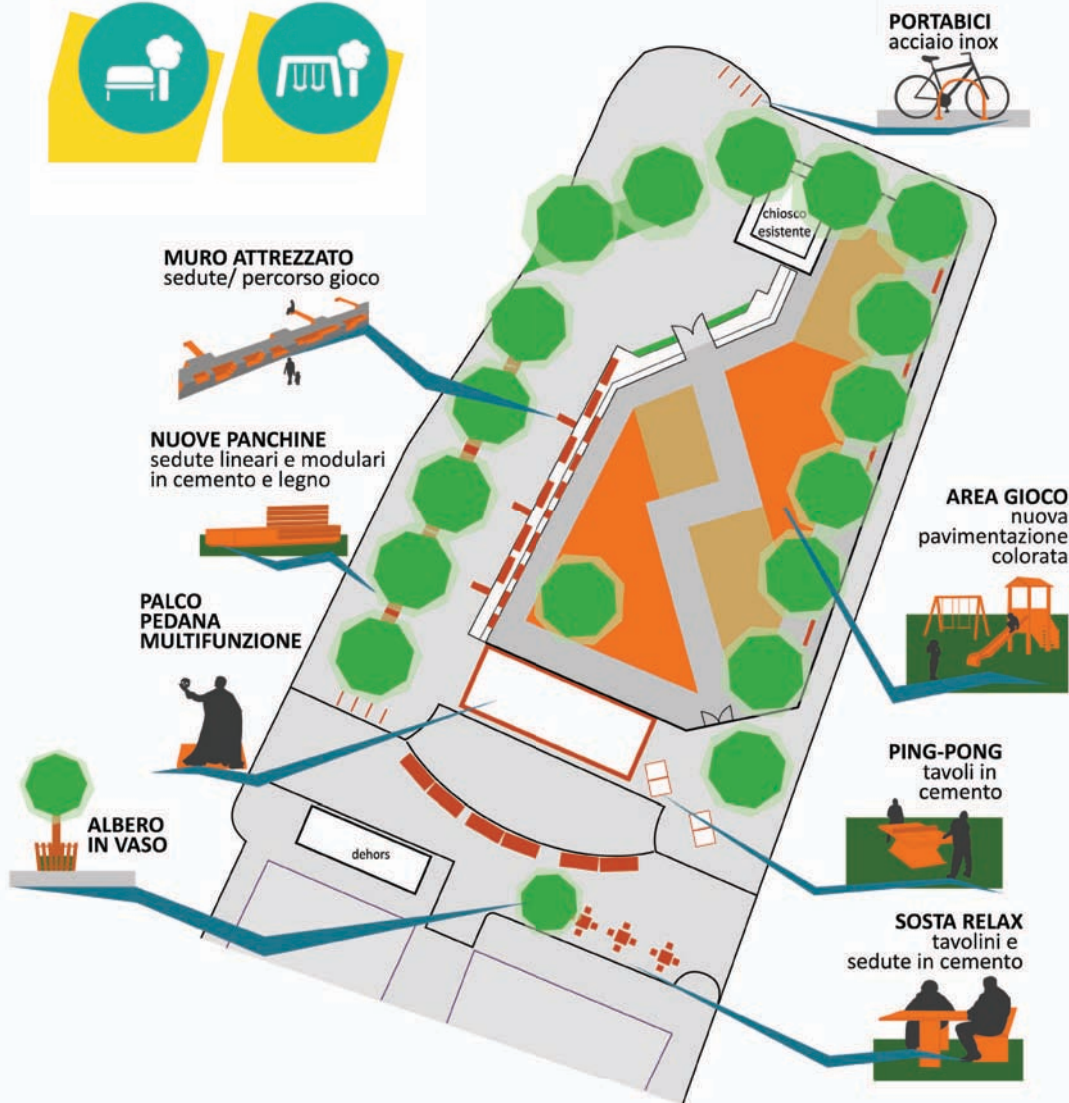 PORTABICI
acciaio inox
chiosco
esistente
MURO ATTREZZATO
sedute/ percorso gioco
NUOVE PANCHINE
sedute lineari e modulari
in cemento e legno
AREA GIOCO
nuova
pavimentazione
colorata
PALCO
PEDANA
MULTIFUNZIONE
PING-PONG
tavoli in
cemento
ALBERO
IN VASO
dehors
SOSTA RELAX
tavolini e
sedute in cemento